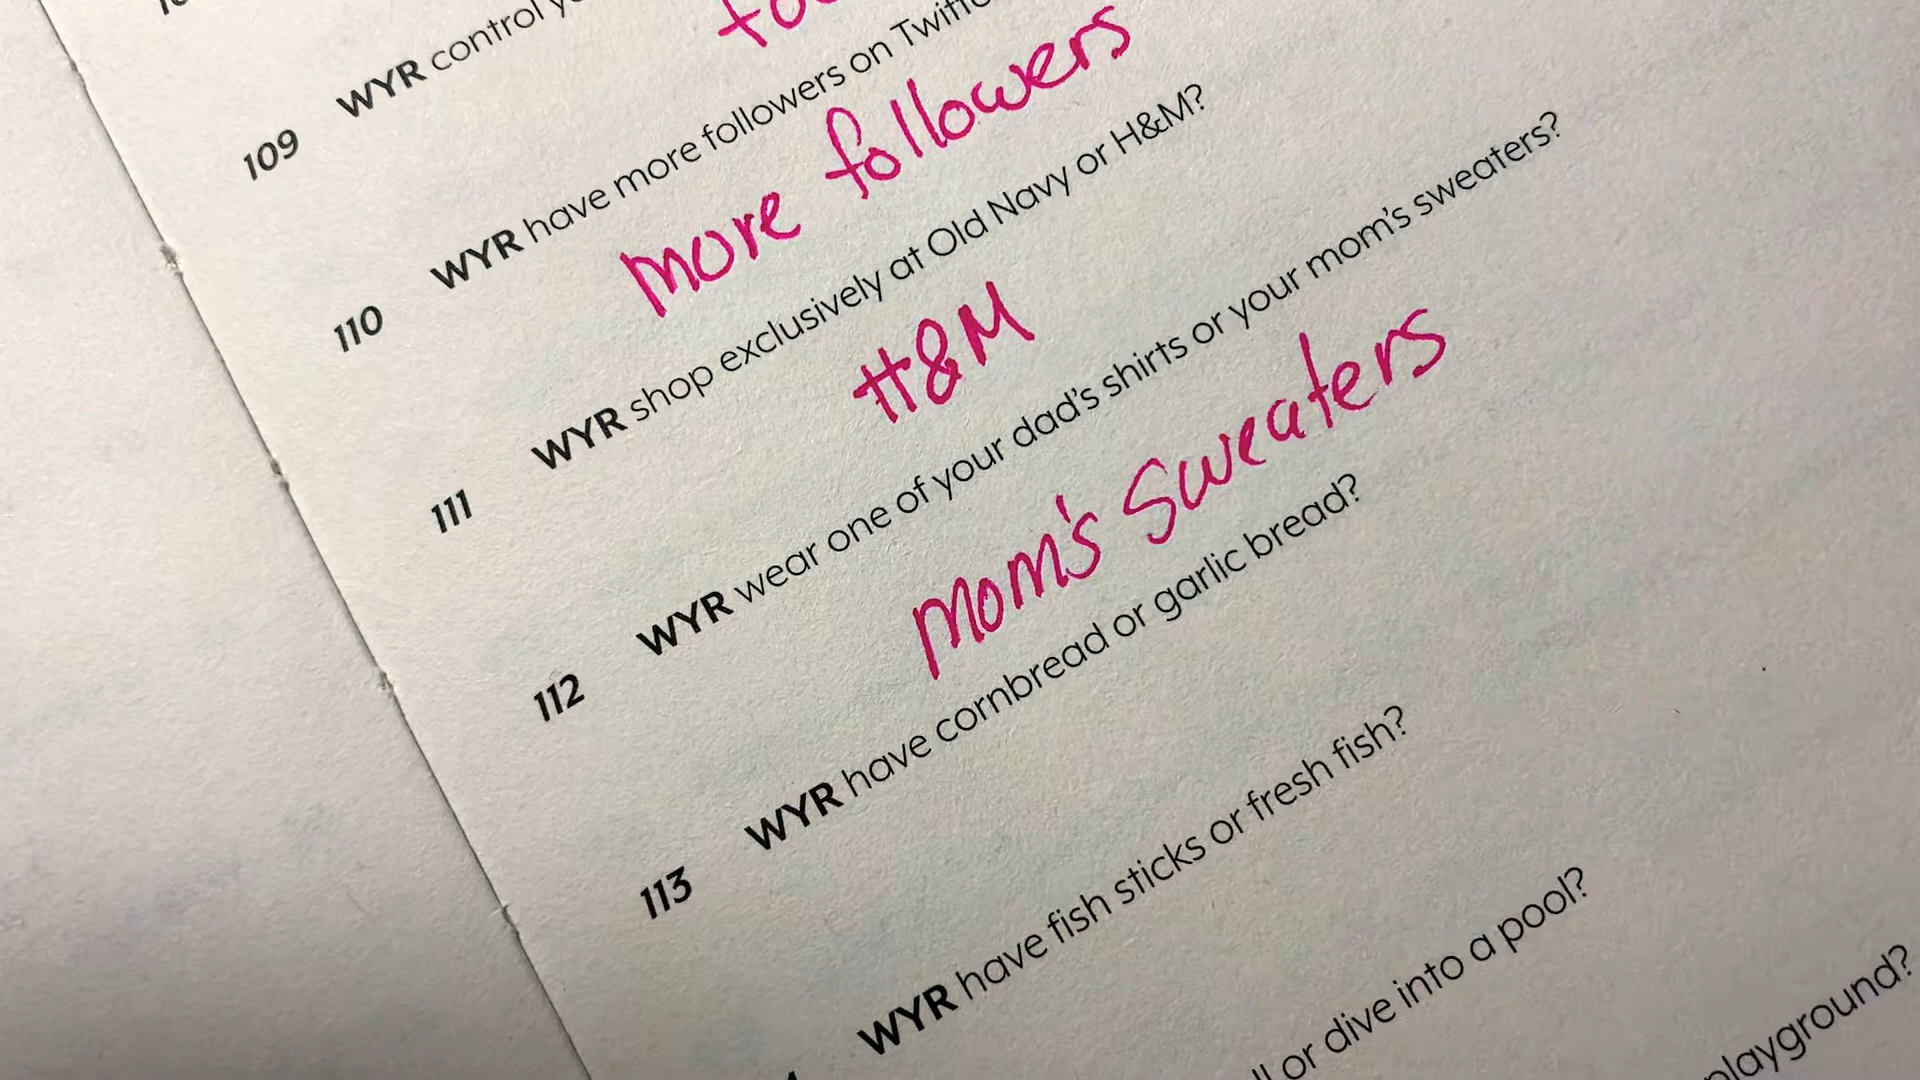 109 WYR control
110 WYR have more followers on
more followers
111 WYR shop exclusively at Old Navy or H&M?
H&M
112 WYR wear one of your dad's shirts or your mom's sweaters?
Mom's Sweaters
113 WYR have cornbread or garlic bread?
WYR have fish sticks or fresh fish?
or dive into a pool?
playground?